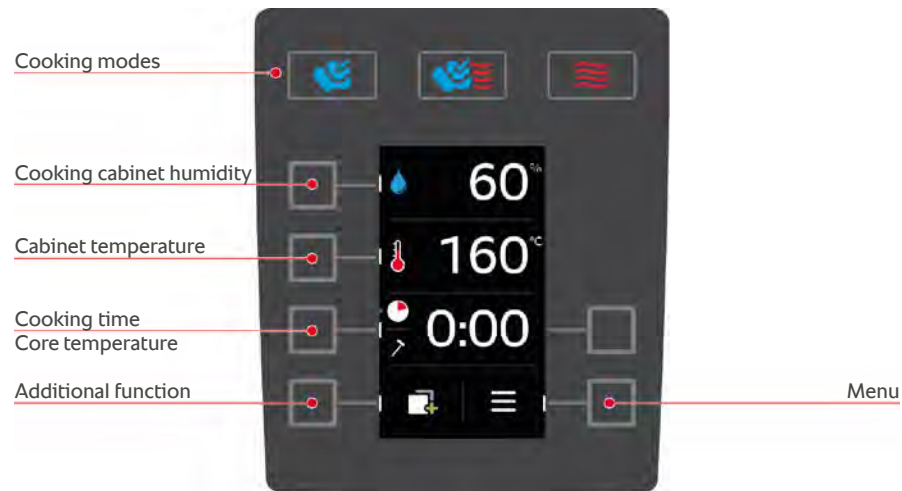 Cooking modes
Cooking cabinet humidity
60%
Cabinet temperature
160°C
Cooking time
Core temperature
0:00
Additional function
Menu